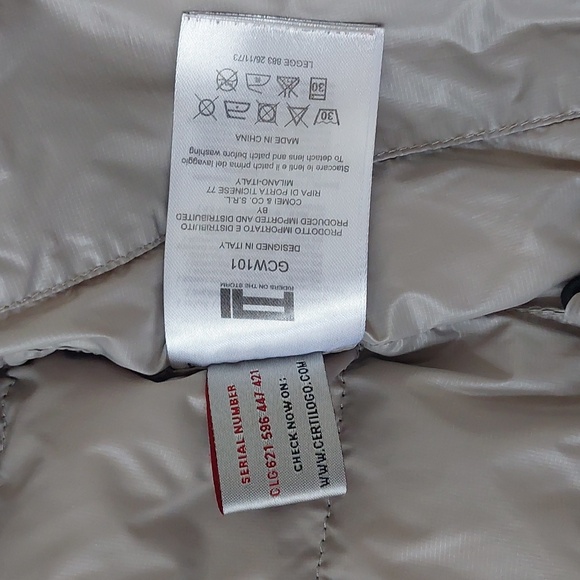 RIDERS ON THE STORM
GCW101
DESIGNED IN ITALY
PRODOTTO IMPORTATO E DISTRIBUITO
PRODUCED IMPORTED AND DISTRIBUTED
BY
COMEI & CO. S.R.L.
RIPA DI PORTA TICINESE 77
MILANO-ITALY
Staccare le lenti e il patch prima del lavaggio
To detach lens and patch before washing
MADE IN CHINA
30
30
LEGGE 883 26/11/73
SERIAL NUMBER
CLG 621 596 447 421
CHECK NOW ON:
WWW.CERTILOGO.COM